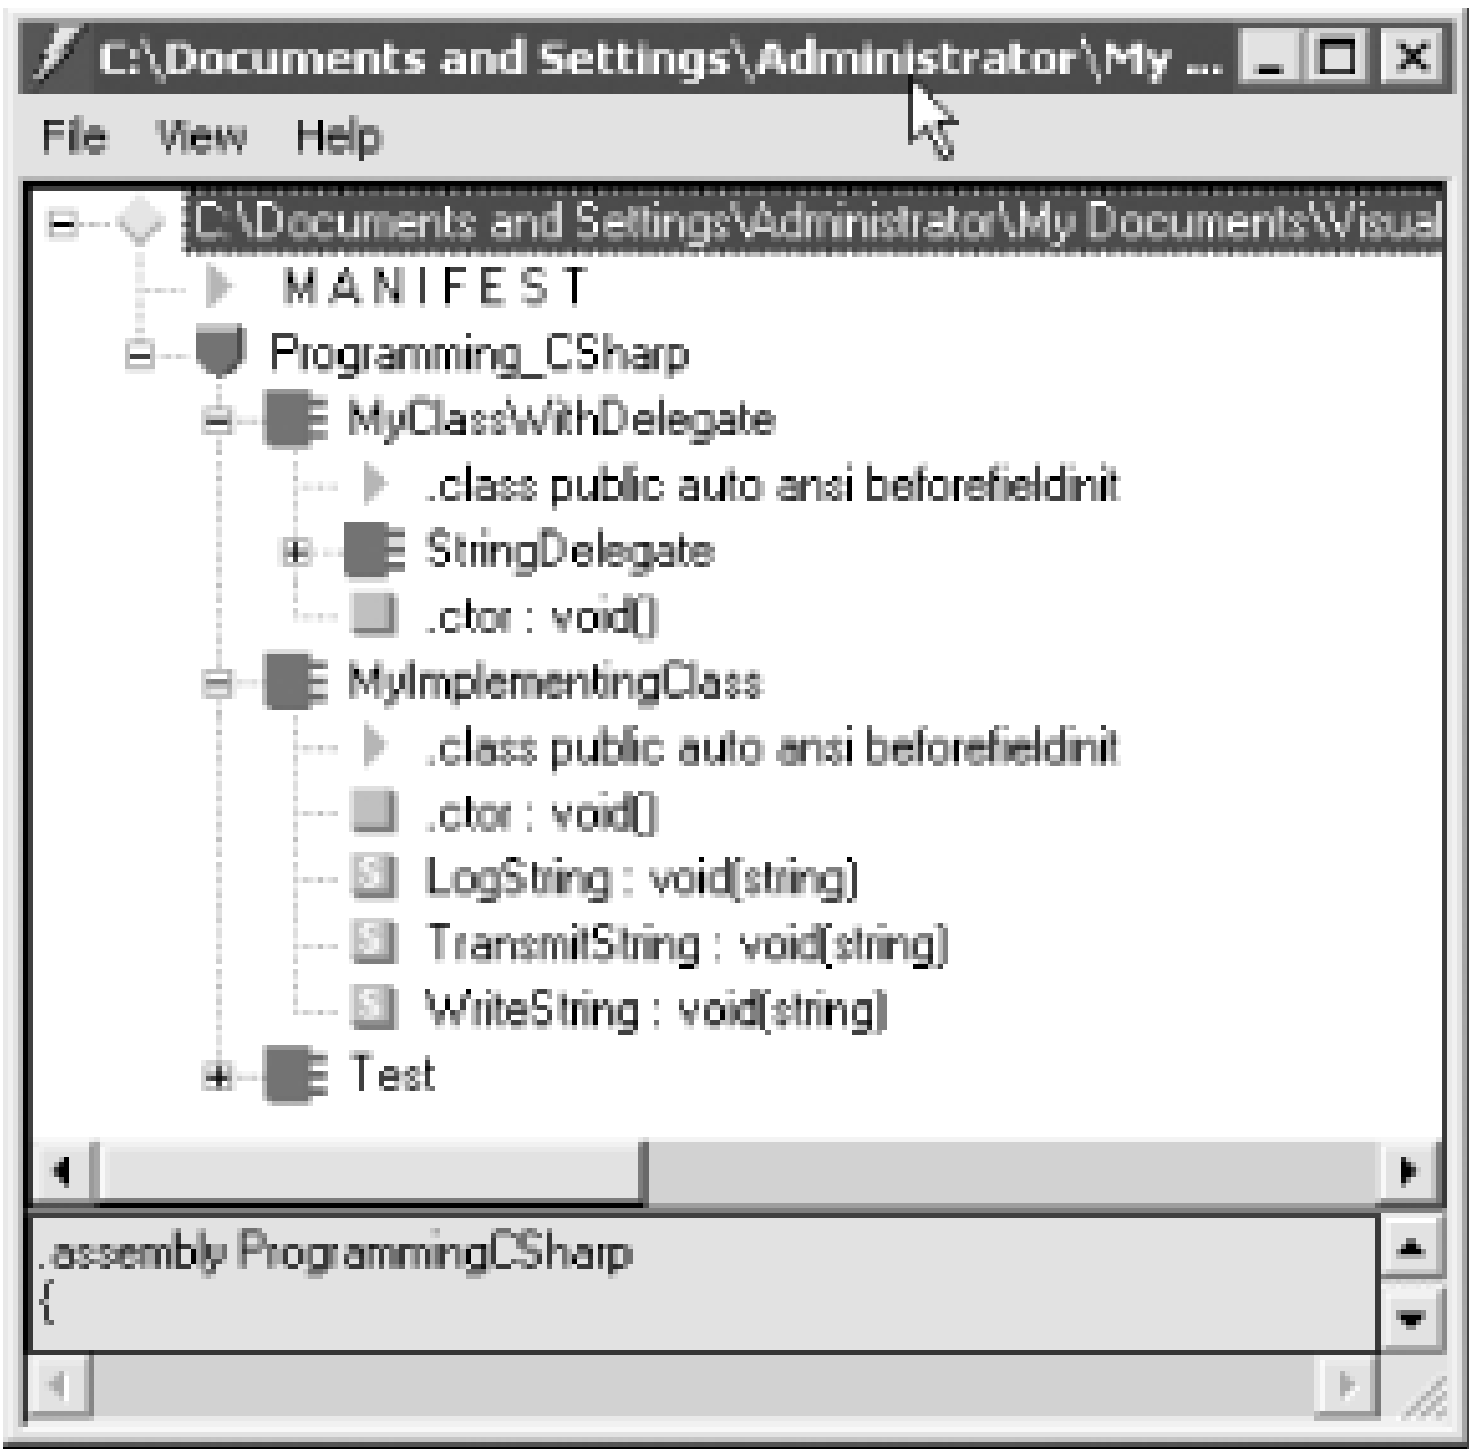 C:\Documents and Settings\Administrator\My ...
File View Help
C:\Documents and Settings\Administrator\My Documents\Visual
M A N I F E S T
Programming_CSharp
MyClassWithDelegate
.class public auto ansi beforefieldinit
StringDelegate
.ctor : void()
MyImplementingClass
.class public auto ansi beforefieldinit
.ctor : void()
LogString : void(string)
TransmitString : void(string)
WriteString : void(string)
Test
.assembly ProgrammingCSharp
{